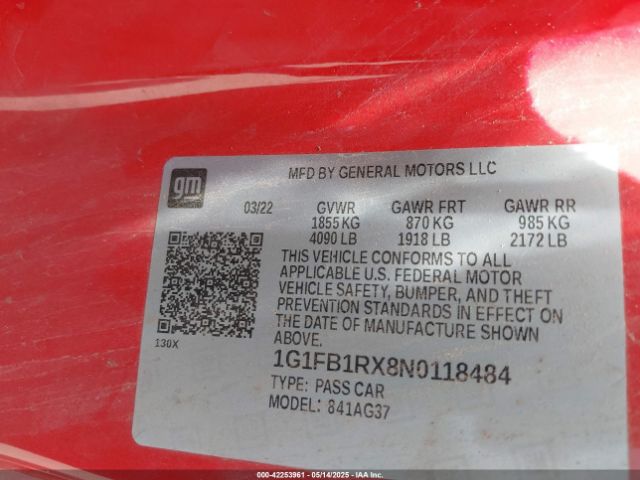 gm
MFD BY GENERAL MOTORS LLC
03/22 GVWR GAWR FRT GAWR RR
1855 KG 870 KG 985 KG
4090 LB 1918 LB 2172 LB
THIS VEHICLE CONFORMS TO ALL
APPLICABLE U.S. FEDERAL MOTOR
VEHICLE SAFETY, BUMPER, AND THEFT
PREVENTION STANDARDS IN EFFECT ON
THE DATE OF MANUFACTURE SHOWN
ABOVE.
130X
1G1FB1RX8N0118484
TYPE: PASS CAR
MODEL: 841AG37
000-42253961 - 05/14/2025 - IAAI.COM